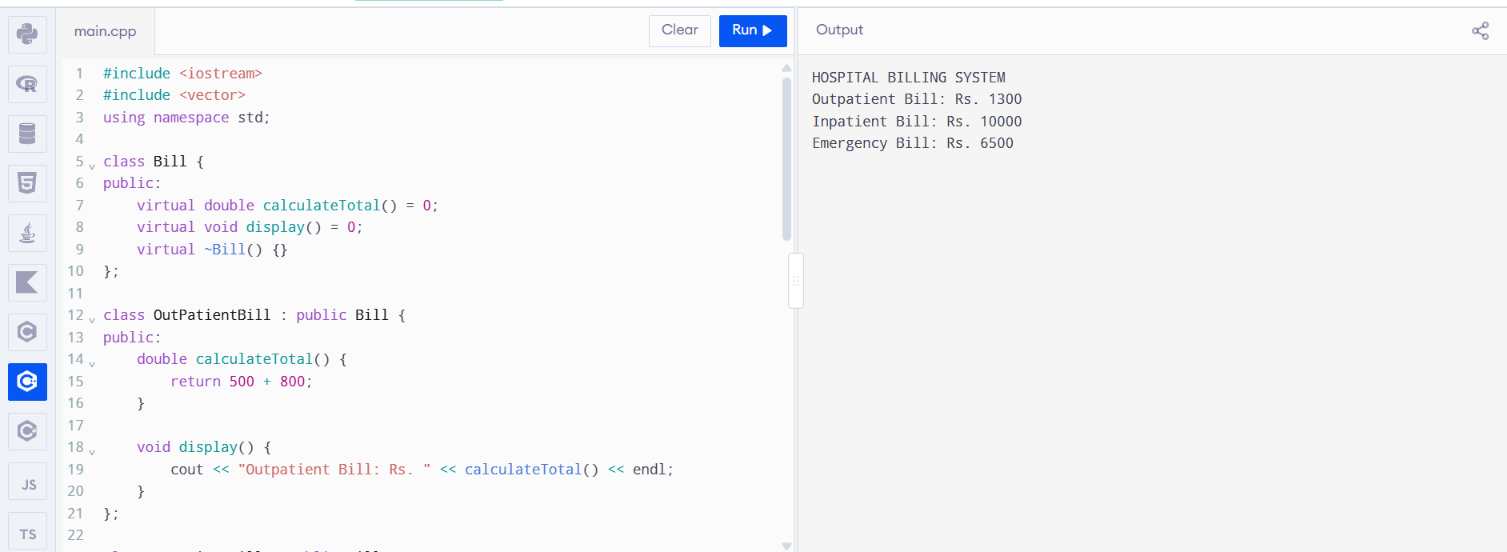 main.cpp
Clear
Run
Output
1 #include <iostream>
2 #include <vector>
3 using namespace std;
4
5 class Bill {
6 public:
7     virtual double calculateTotal() = 0;
8     virtual void display() = 0;
9     virtual ~Bill() {}
10 };
11
12 class OutPatientBill : public Bill {
13 public:
14     double calculateTotal() {
15         return 500 + 800;
16     }
17
18     void display() {
19         cout << "Outpatient Bill: Rs. " << calculateTotal() << endl;
20     }
21 };
22
HOSPITAL BILLING SYSTEM
Outpatient Bill: Rs. 1300
Inpatient Bill: Rs. 10000
Emergency Bill: Rs. 6500
JS
TS